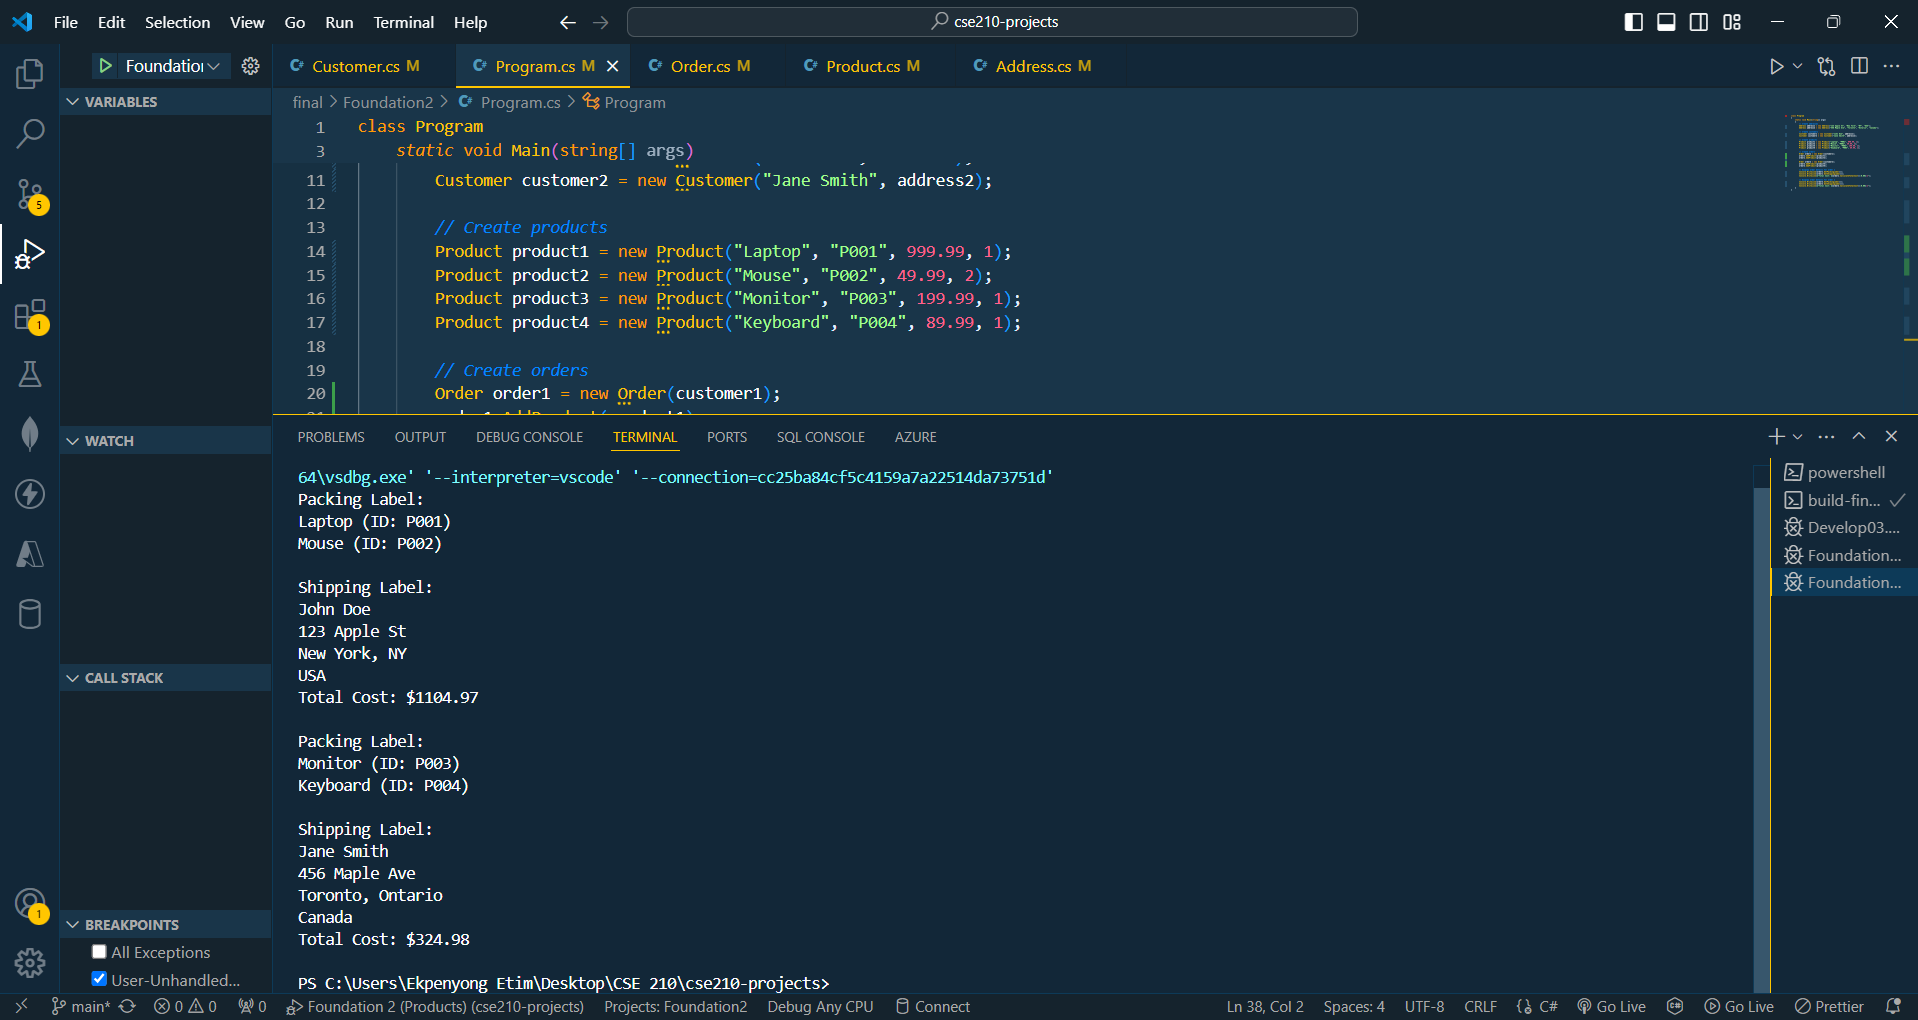 File Edit Selection View Go Run Terminal Help
cse210-projects
Foundatio
Customer.cs M
Program.cs M
Order.cs M
Product.cs M
Address.cs M
VARIABLES
WATCH
CALL STACK
BREAKPOINTS
All Exceptions
User-Unhandled...
5
1
1
final > Foundation2 > Program.cs > Program
1 class Program
3 static void Main(string[] args)
11 Customer customer2 = new Customer("Jane Smith", address2);
12
13 // Create products
14 Product product1 = new Product("Laptop", "P001", 999.99, 1);
15 Product product2 = new Product("Mouse", "P002", 49.99, 2);
16 Product product3 = new Product("Monitor", "P003", 199.99, 1);
17 Product product4 = new Product("Keyboard", "P004", 89.99, 1);
18
19 // Create orders
20 Order order1 = new Order(customer1);
PROBLEMS OUTPUT DEBUG CONSOLE TERMINAL PORTS SQL CONSOLE AZURE
64\vsdbg.exe' '--interpreter=vscode' '--connection=cc25ba84cf5c4159a7a22514da73751d'
Packing Label:
Laptop (ID: P001)
Mouse (ID: P002)
Shipping Label:
John Doe
123 Apple St
New York, NY
USA
Total Cost: $1104.97
Packing Label:
Monitor (ID: P003)
Keyboard (ID: P004)
Shipping Label:
Jane Smith
456 Maple Ave
Toronto, Ontario
Canada
Total Cost: $324.98
PS C:\Users\Ekpenyong Etim\Desktop\CSE 210\cse210-projects>
powershell
build-fin...
Develop03....
Foundation...
Foundation...
main* 0 0 0 Foundation 2 (Products) (cse210-projects) Projects: Foundation2 Debug Any CPU Connect Ln 38, Col 2 Spaces: 4 UTF-8 CRLF C# Go Live Go Live Prettier